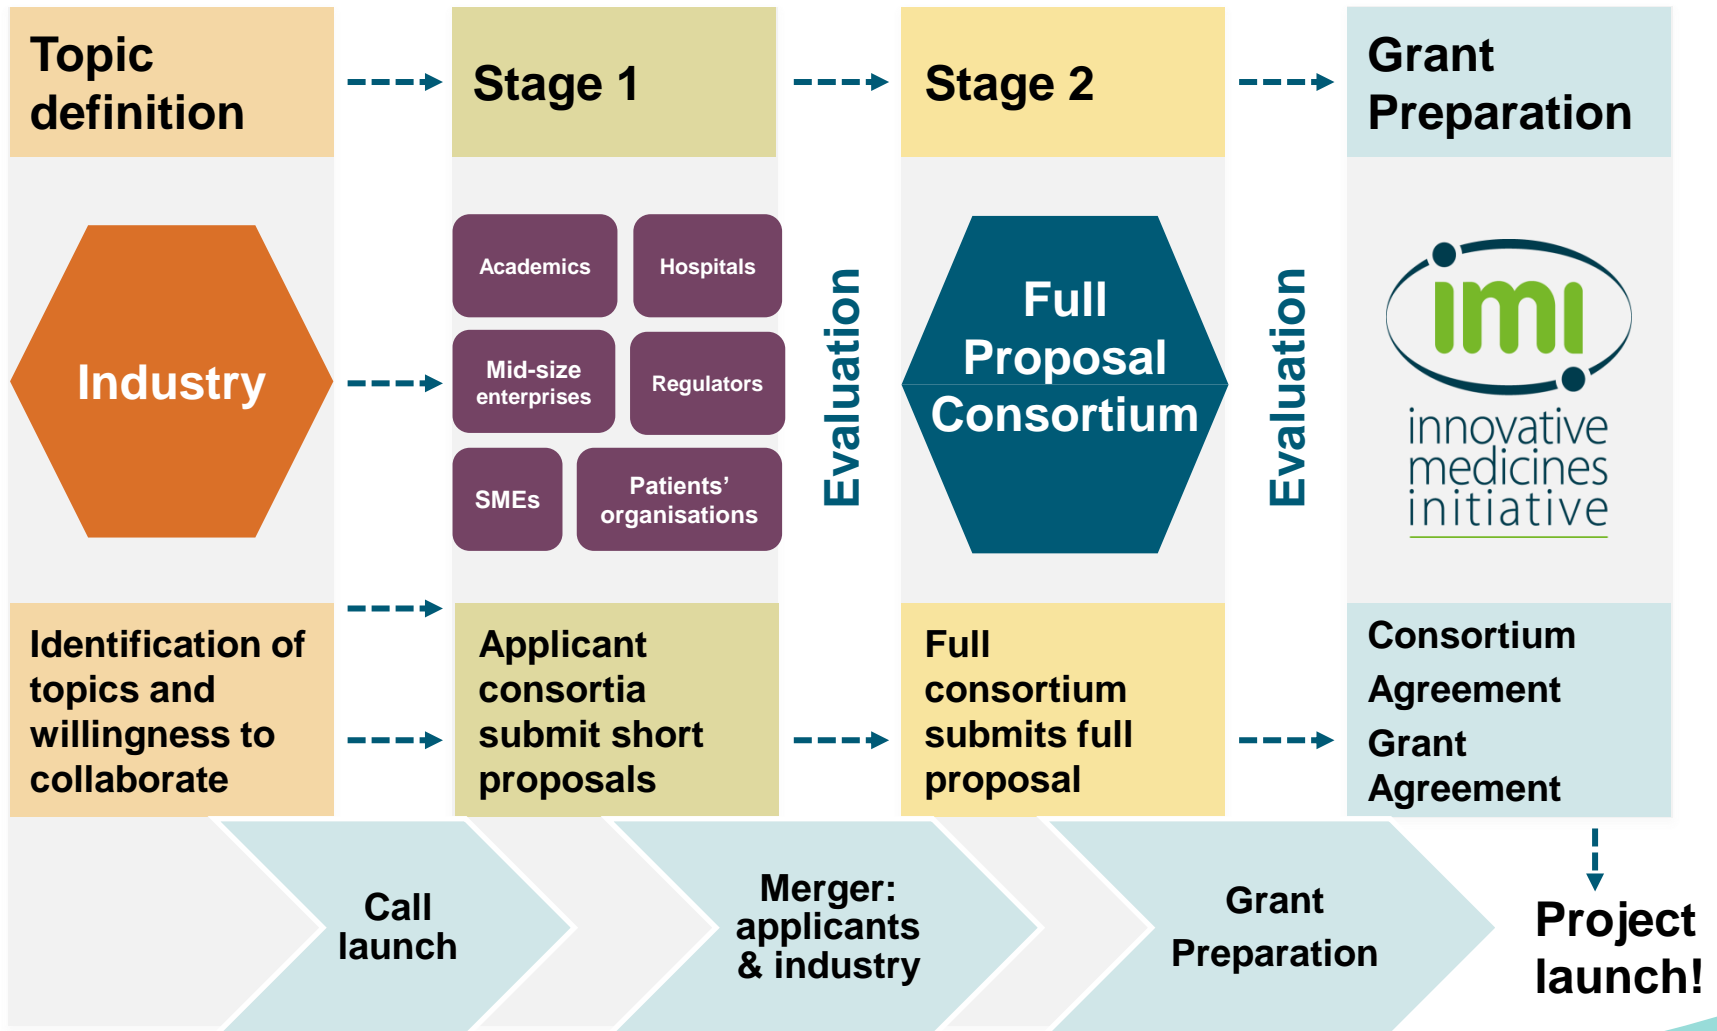 Topic
definition
Stage 1
Stage 2
Grant
Preparation
Industry
Academics
Hospitals
Mid-size
enterprises
Regulators
SMEs
Patients’
organisations
Evaluation
Full
Proposal
Consortium
Evaluation
imi
innovative
medicines
initiative
Identification of
topics and
willingness to
collaborate
Applicant
consortia
submit short
proposals
Full
consortium
submits full
proposal
Consortium
Agreement
Grant
Agreement
Call
launch
Merger:
applicants
& industry
Grant
Preparation
Project
launch!